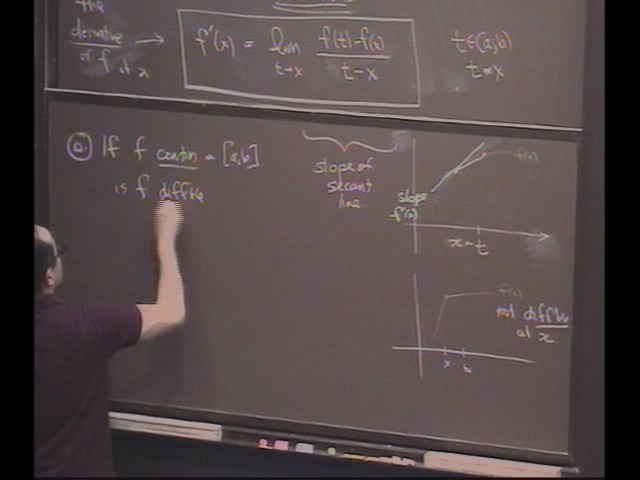 the
derivative
of f at x →
f'(x) = lim t→x f(t)-f(x) / t-x
t∈(a,b)
t≠x
Q. If f contin on [a,b]
is f diff'ble
slope of
secant
line
slope
f'(x)
f(x)
x ← t
f(x)
not diff'ble
at x
x